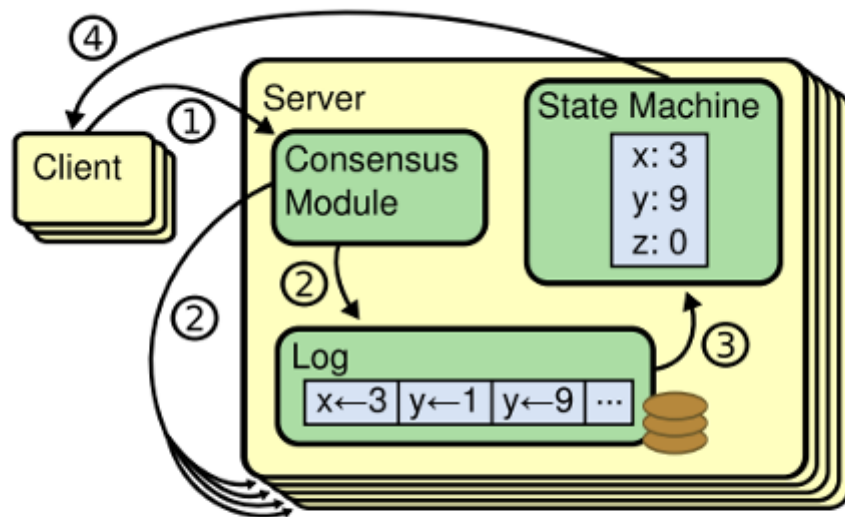 ④
①
Server
State Machine
Client
Consensus
Module
x: 3
y: 9
z: 0
②
②
③
Log
x←3 y←1 y←9 ...